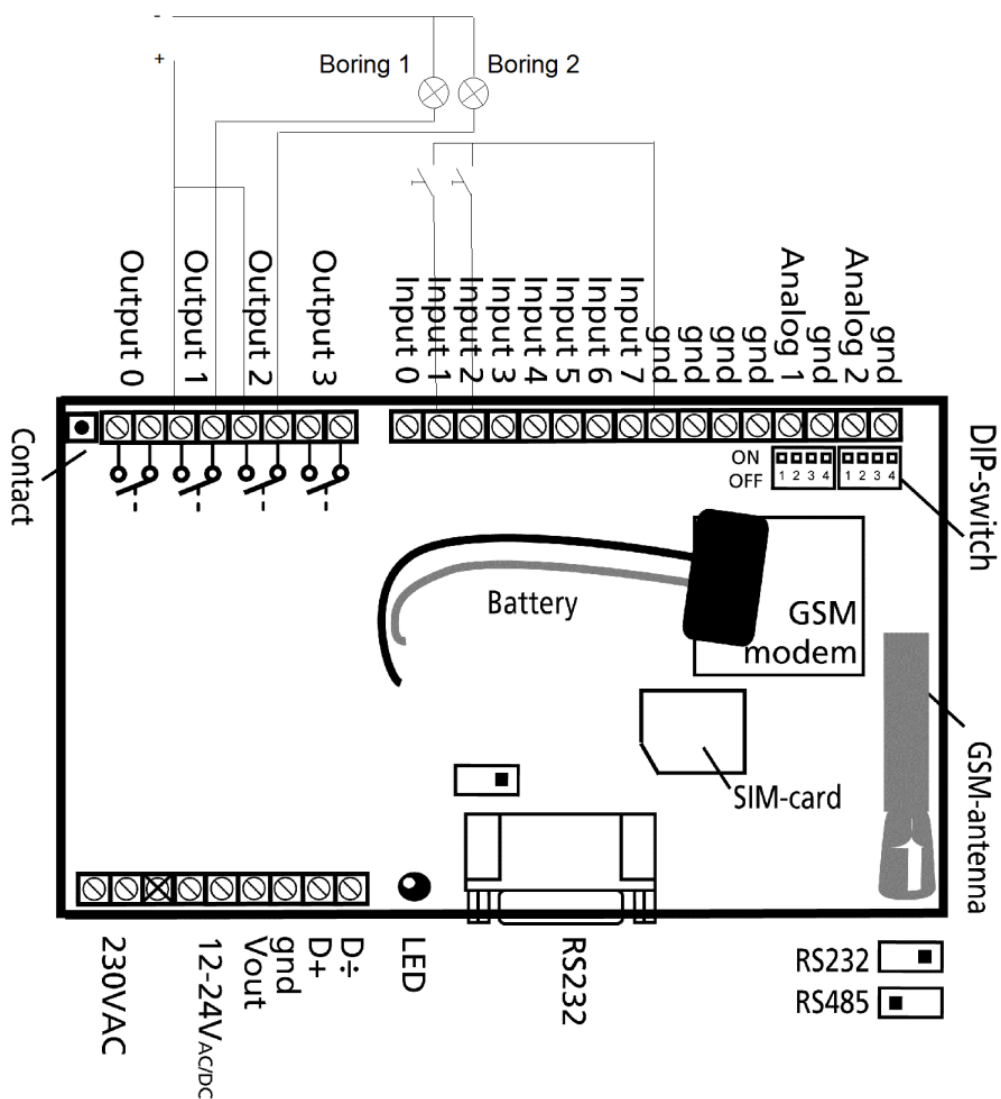 -
+
Boring 1
Boring 2
Output 0
Output 1
Output 2
Output 3
Input 0
Input 1
Input 2
Input 3
Input 4
Input 5
Input 6
Input 7
gnd
gnd
gnd
gnd
Analog 1
gnd
Analog 2
gnd
Contact
ON
OFF
1 2 3 4
1 2 3 4
DIP-switch
Battery
GSM
modem
SIM-card
GSM-antenna
230VAC
12-24VAC/DC
Vout
gnd
D+
D÷
LED
RS232
RS232
RS485